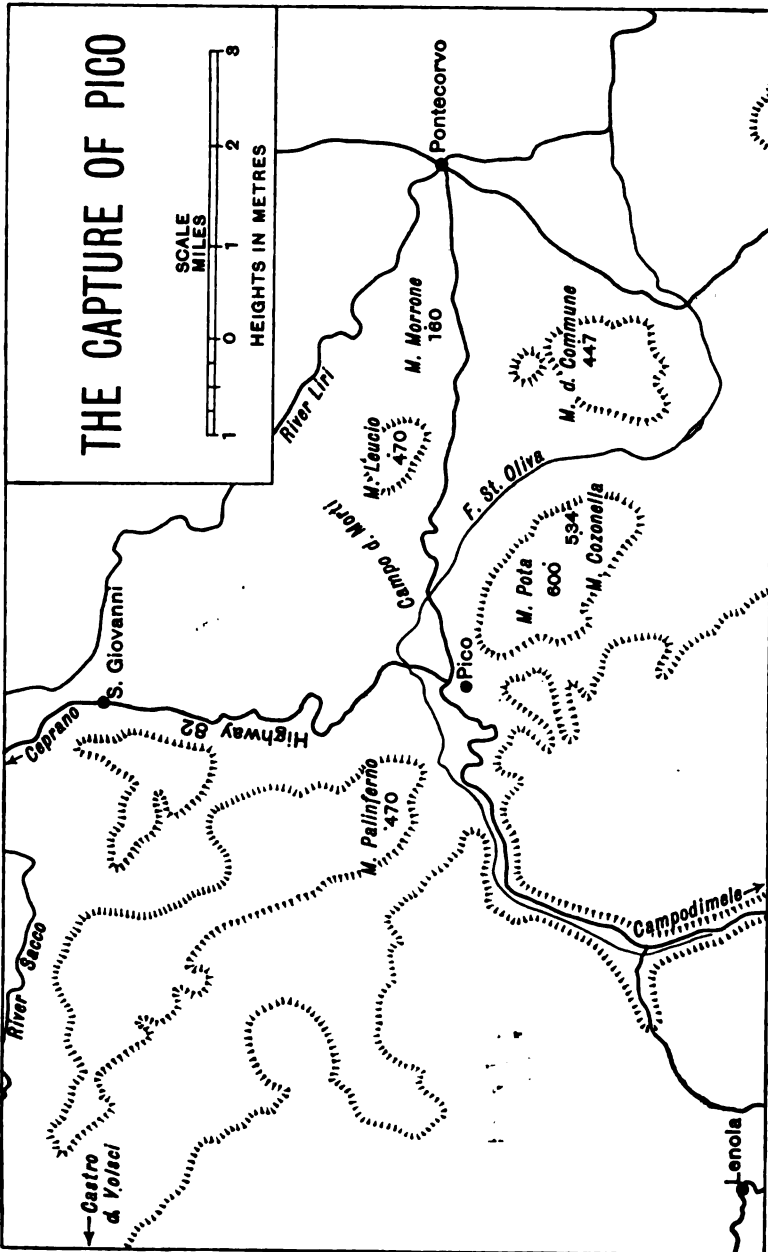 THE CAPTURE OF PICO
SCALE
MILES
1 0 1 2 3
HEIGHTS IN METRES
River Sacco
Ceprano
Castro
d. Volsci
S. Giovanni
Highway 82
River Liri
M. Palinferno
470
Campo d. Morti
M. Leucio
470
M. Morrone
160
Pontecorvo
Pico
F. St. Oliva
M. Pota
600
534
M. Cozonella
M. d. Commune
447
Campodimele
Lenola